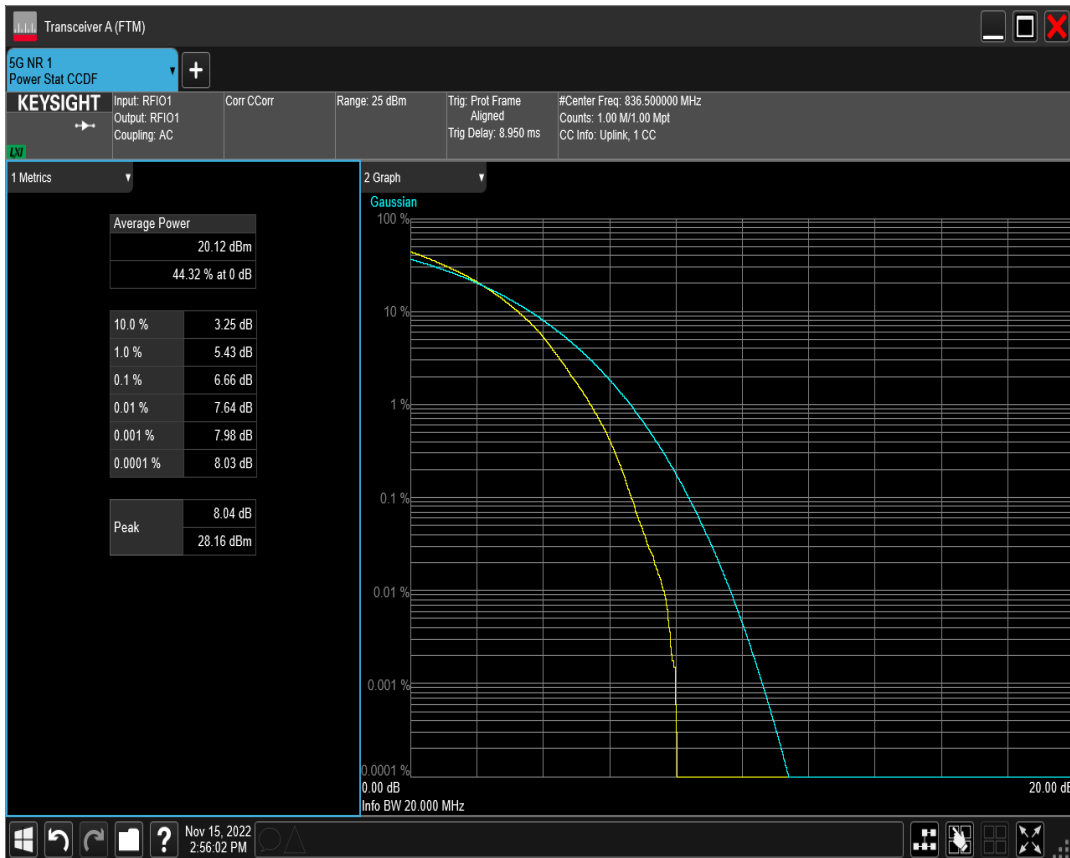 Transceiver A (FTM)
5G NR 1
Power Stat CCDF
+
KEYSIGHT
LXI
Input: RFIO1
Output: RFIO1
Coupling: AC
Corr CCorr
Range: 25 dBm
Trig: Prot Frame
Aligned
Trig Delay: 8.950 ms
#Center Freq: 836.500000 MHz
Counts: 1.00 M/1.00 Mpt
CC Info: Uplink, 1 CC
1 Metrics
Average Power
20.12 dBm
44.32 % at 0 dB
10.0 % 3.25 dB
1.0 % 5.43 dB
0.1 % 6.66 dB
0.01 % 7.64 dB
0.001 % 7.98 dB
0.0001 % 8.03 dB
Peak 8.04 dB
28.16 dBm
2 Graph
Gaussian
100 %
10 %
1 %
0.1 %
0.01 %
0.001 %
0.0001 %
0.00 dB 20.00 dB
Info BW 20.000 MHz
? Nov 15, 2022
2:56:02 PM